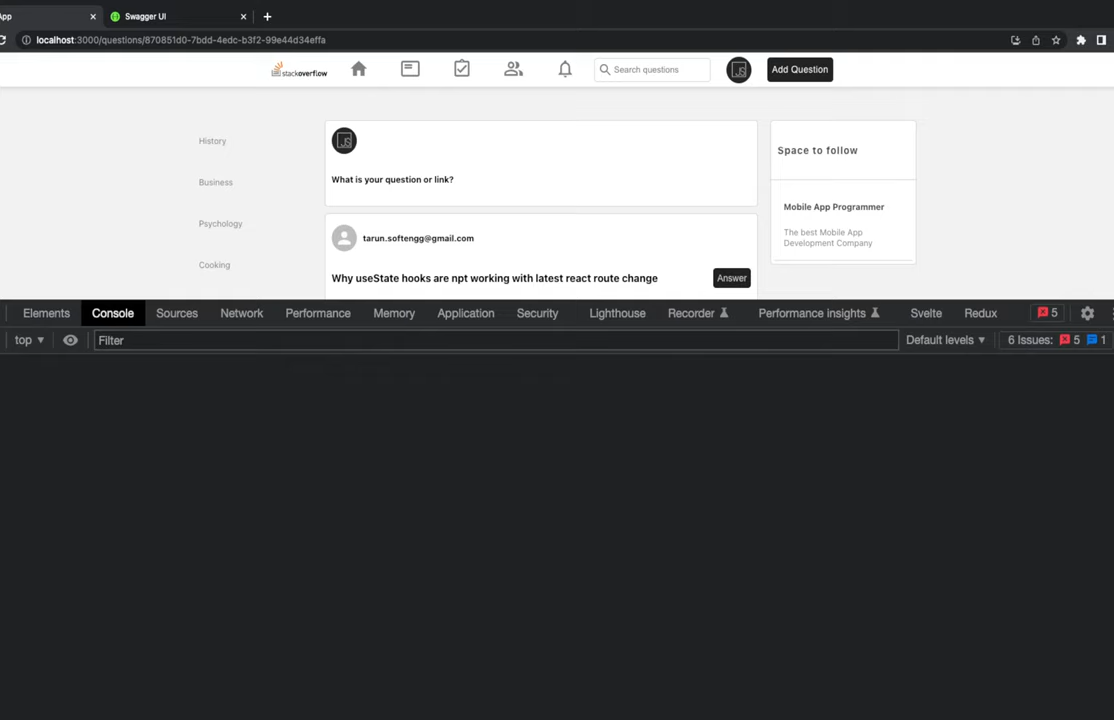 App
Swagger UI
localhost:3000/questions/870851d0-7bdd-4edc-b3f2-99e44d34effa
stackoverflow
Search questions
JS
Add Question
History
Business
Psychology
Cooking
JS
What is your question or link?
tarun.softengg@gmail.com
Why useState hooks are npt working with latest react route change
Answer
Space to follow
Mobile App Programmer
The best Mobile App
Development Company
Elements Console Sources Network Performance Memory Application Security Lighthouse Recorder Performance insights Svelte Redux 5
top Filter Default levels 6 Issues: 5 1